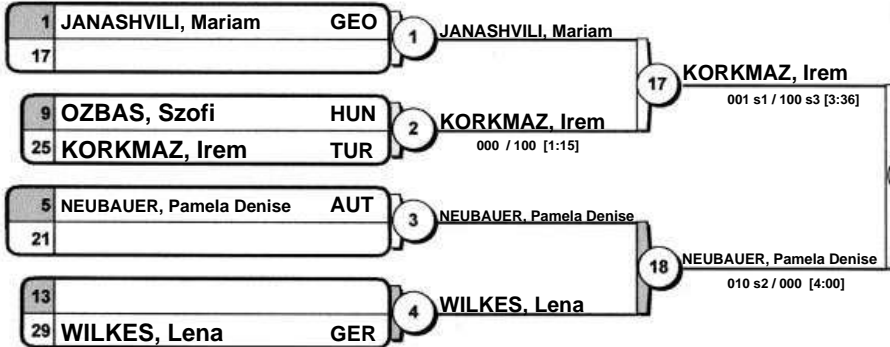 1 JANASHVILI, Mariam GEO
17
1 JANASHVILI, Mariam
9 OZBAS, Szofi HUN
25 KORKMAZ, Irem TUR
2 KORKMAZ, Irem
000 / 100 [1:15]
17 KORKMAZ, Irem
001 s1 / 100 s3 [3:36]
5 NEUBAUER, Pamela Denise AUT
21
3 NEUBAUER, Pamela Denise
13
29 WILKES, Lena GER
4 WILKES, Lena
18 NEUBAUER, Pamela Denise
010 s2 / 000 [4:00]